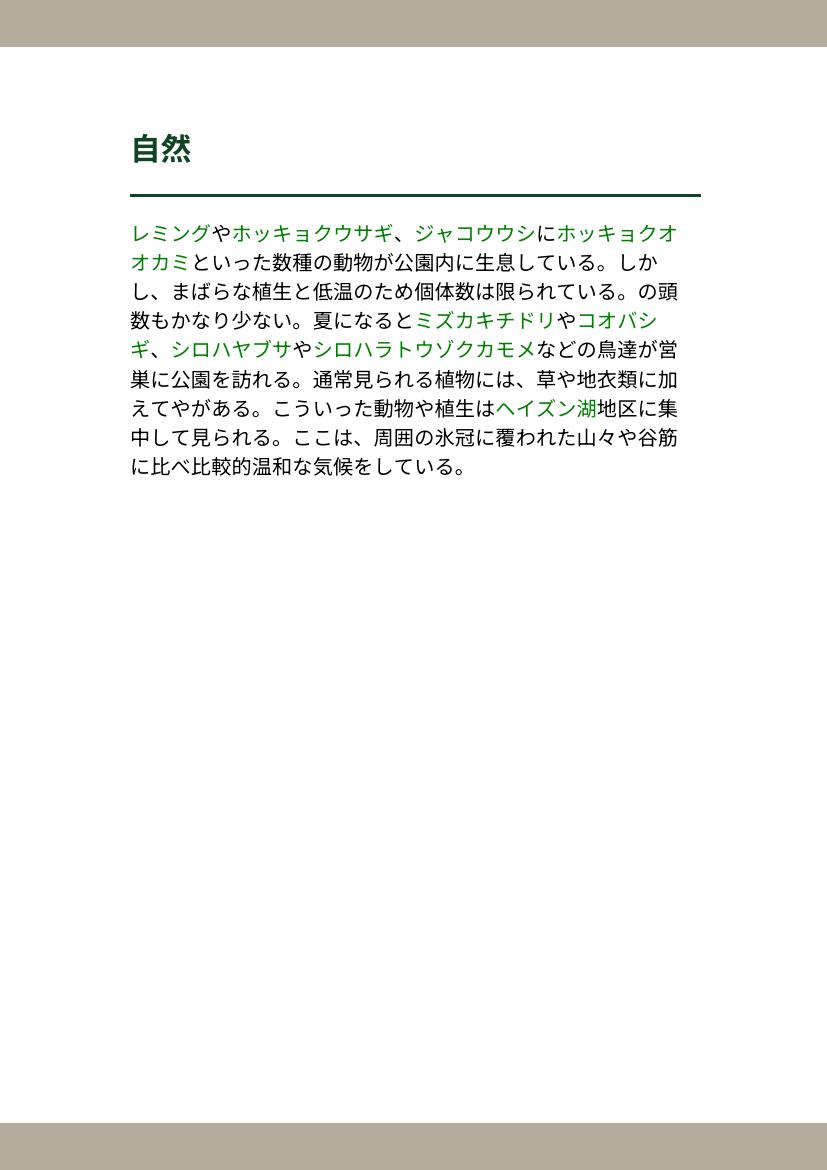 自然
レミングやホッキョクウサギ、ジャコウウシにホッキョクオ
オカミといった数種の動物が公園内に生息している。しか
し、まばらな植生と低温のため個体数は限られている。の頭
数もかなり少ない。夏になるとミズカキチドリやコオバシ
ギ、シロハヤブサやシロハラトウゾクカモメなどの鳥達が営
巣に公園を訪れる。通常見られる植物には、草や地衣類に加
えてやがある。こういった動物や植生はヘイズン湖地区に集
中して見られる。ここは、周囲の氷冠に覆われた山々や谷筋
に比べ比較的温和な気候をしている。